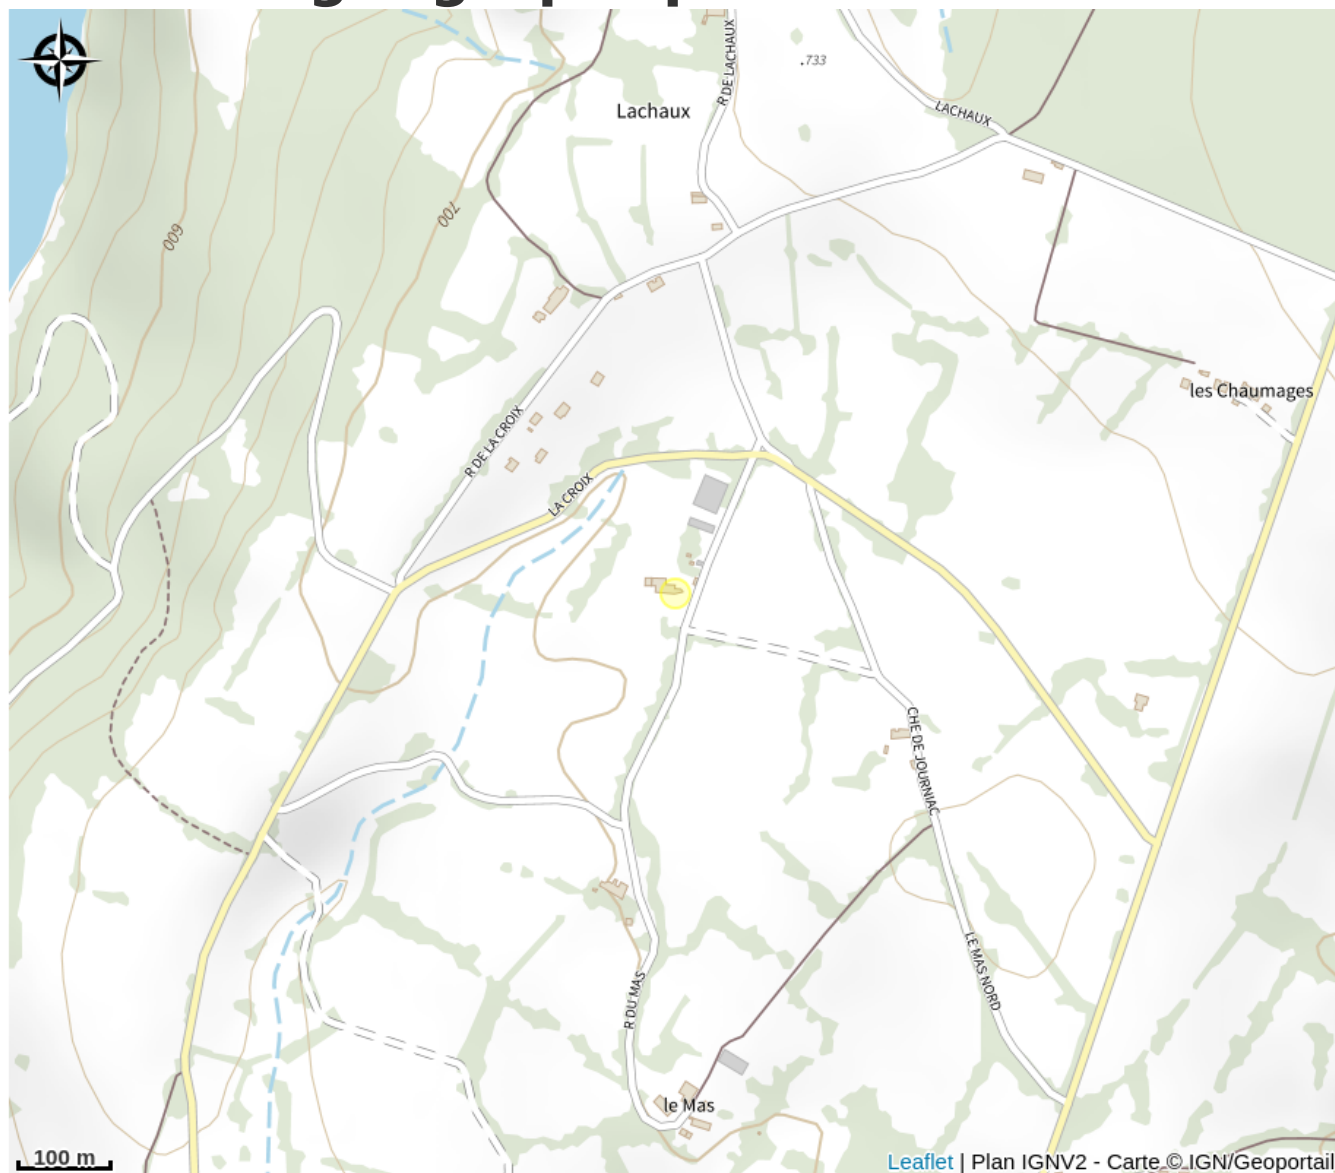 R DE LACHAUX
.733
Lachaux
LACHAUX
700
600
les Chaumages
R DE LA CROIX
LA CROIX
CHE DE JOURNIAC
LE MAS NORD
R DU MAS
le Mas
100 m
Leaflet | Plan IGNV2 - Carte © IGN/Geoportail